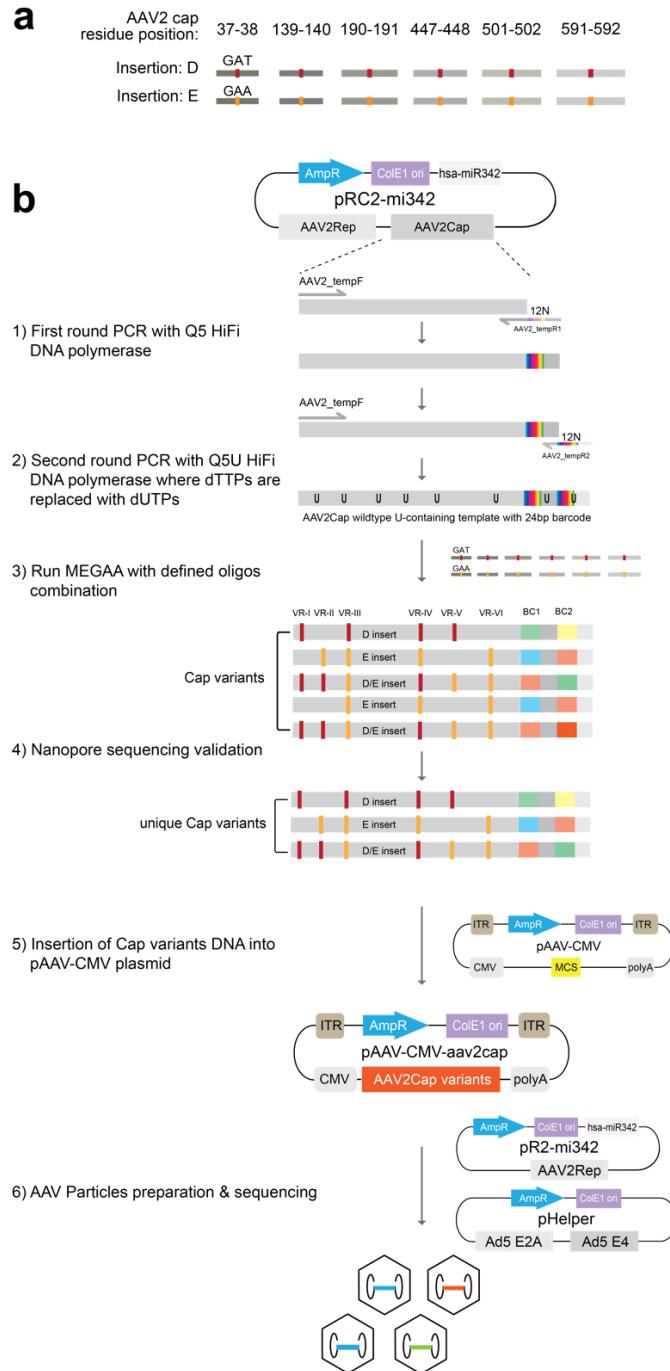 a
AAV2 cap
residue position:
37-38 139-140 190-191 447-448 501-502 591-592
Insertion: D
GAT
Insertion: E
GAA
b
AmpR
ColE1 ori
hsa-miR342
pRC2-mi342
AAV2Rep
AAV2Cap
AAV2_tempF
12N
AAV2_tempR1
1) First round PCR with Q5 HiFi
DNA polymerase
AAV2_tempF
12N
AAV2_tempR2
2) Second round PCR with Q5U HiFi
DNA polymerase where dTTPs are
replaced with dUTPs
U U U U U U U U
AAV2Cap wildtype U-containing template with 24bp barcode
3) Run MEGAA with defined oligos
combination
GAT
GAA
VR-I VR-II VR-III VR-IV VR-V VR-VI BC1 BC2
D insert
E insert
Cap variants
D/E insert
E insert
D/E insert
4) Nanopore sequencing validation
D insert
unique Cap variants
E insert
D/E insert
5) Insertion of Cap variants DNA into
pAAV-CMV plasmid
ITR
AmpR
ColE1 ori
ITR
pAAV-CMV
CMV
MCS
polyA
ITR
AmpR
ColE1 ori
ITR
pAAV-CMV-aav2cap
CMV
AAV2Cap variants
polyA
AmpR
ColE1 ori
hsa-miR342
pR2-mi342
AAV2Rep
6) AAV Particles preparation & sequencing
AmpR
ColE1 ori
pHelper
Ad5 E2A
Ad5 E4